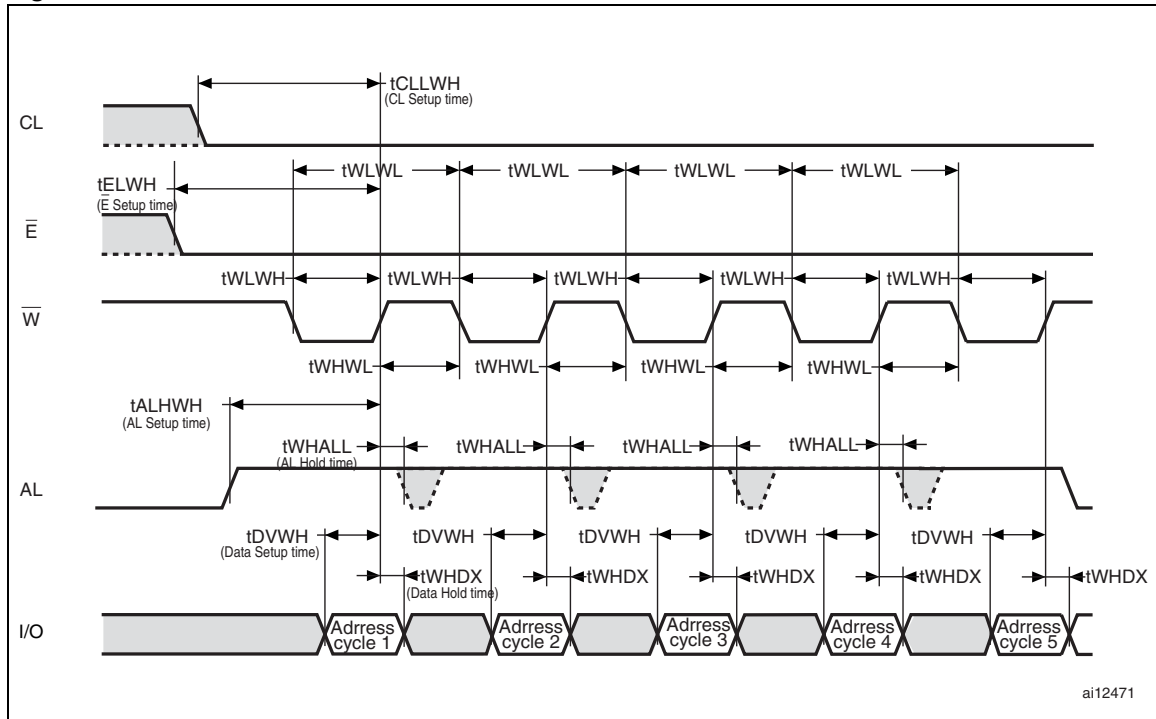 tCLLWH
(CL Setup time)
CL
tWLWL tWLWL tWLWL tWLWL
tELWH
(E Setup time)
E
tWLWH tWLWH tWLWH tWLWH tWLWH
W
tWHWL tWHWL tWHWL tWHWL
tALHWH
(AL Setup time)
tWHALL tWHALL tWHALL tWHALL
(AL Hold time)
AL
tDVWH tDVWH tDVWH tDVWH tDVWH
(Data Setup time)
tWHDX tWHDX tWHDX tWHDX tWHDX
(Data Hold time)
I/O
Adrress cycle 1
Adrress cycle 2
Adrress cycle 3
Adrress cycle 4
Adrress cycle 5
ai12471